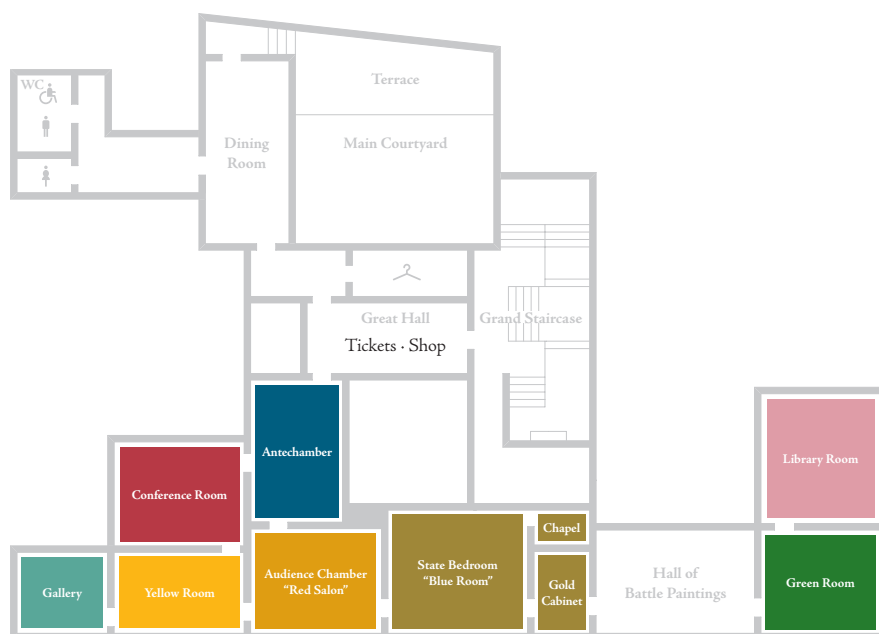 Terrace
WC
Dining
Room
Main Courtyard
Great Hall
Grand Staircase
Tickets · Shop
Antechamber
Library Room
Conference Room
Chapel
State Bedroom
“Blue Room”
Audience Chamber
“Red Salon”
Hall of
Battle Paintings
Green Room
Gallery
Yellow Room
Gold
Cabinet